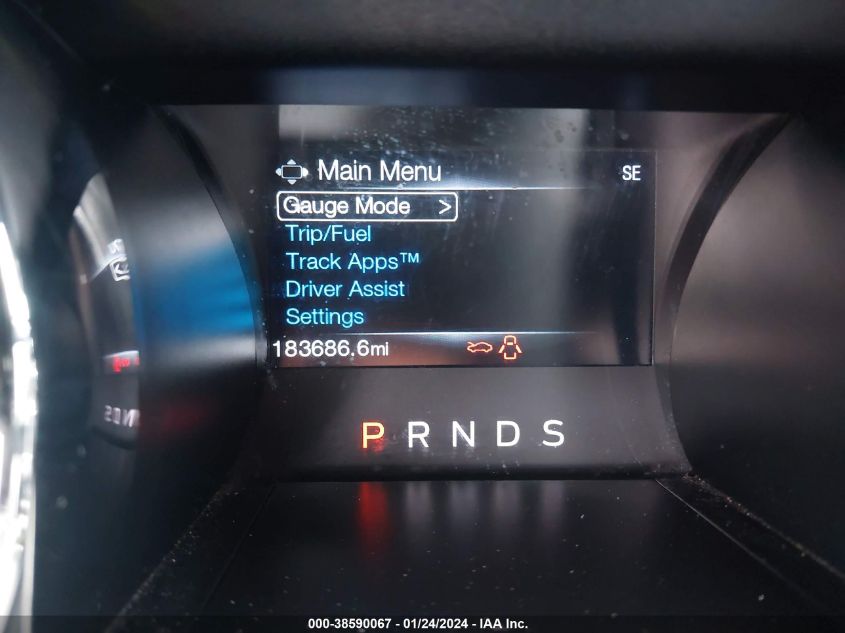 Main Menu SE
Gauge Mode >
Trip/Fuel
Track Apps™
Driver Assist
Settings
183686.6mi
P R N D S
000-38590067 - 01/24/2024 - IAA Inc.